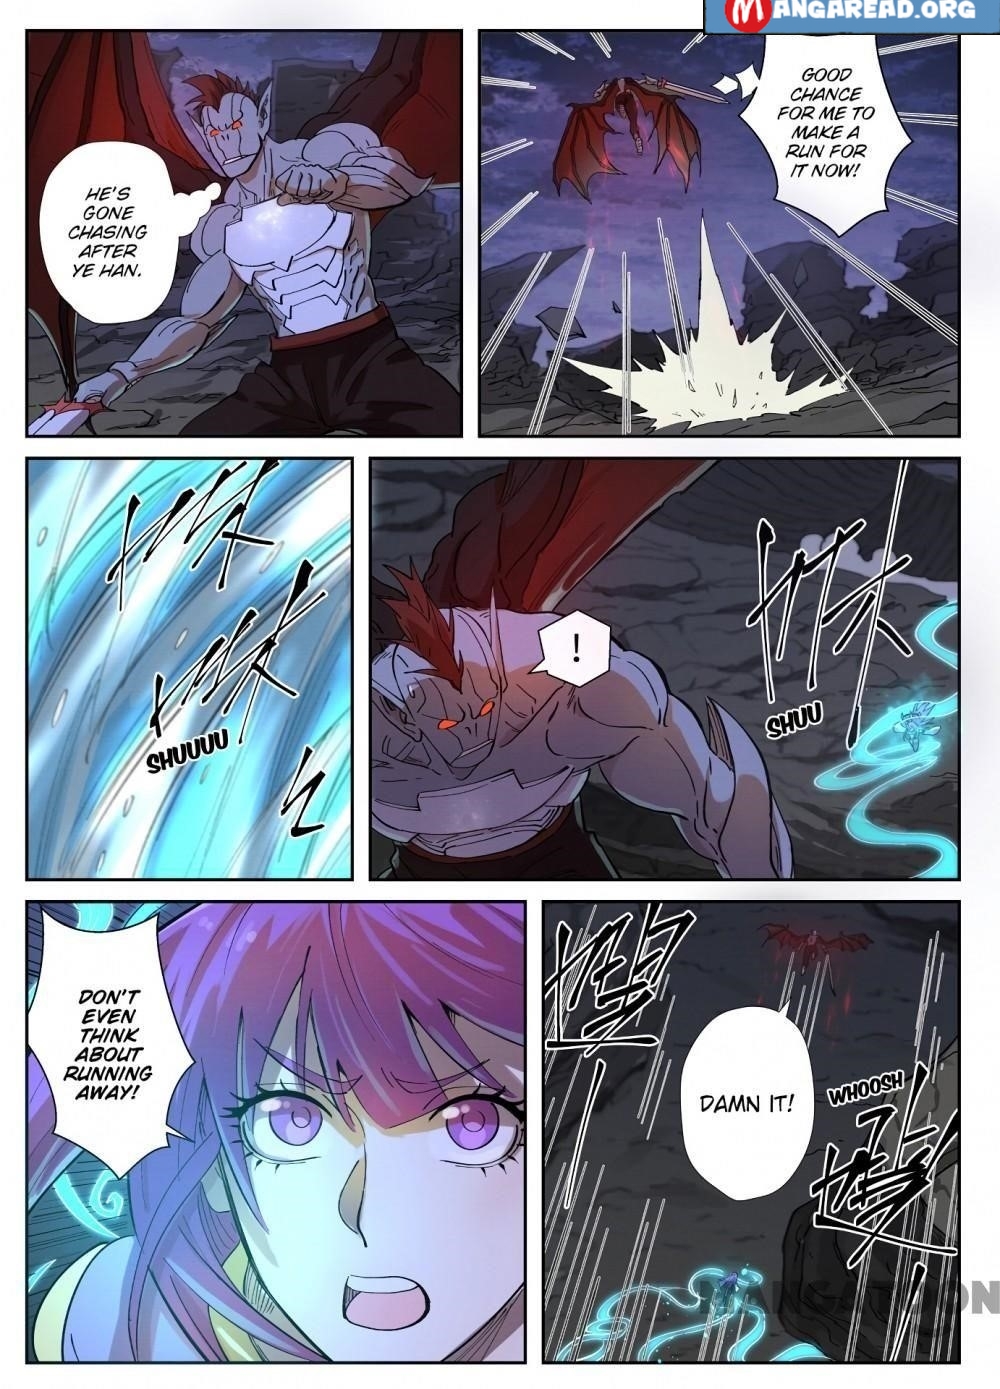 MANGAREAD.ORG
HE'S
GONE
CHASING
AFTER
YE HAN.
GOOD
CHANCE
FOR ME TO
MAKE A
RUN FOR
IT NOW!
SHUUUU
!
SHUU
DON'T
EVEN
THINK
ABOUT
RUNNING
AWAY!
DAMN IT!
WHOOSH
MANGATOON